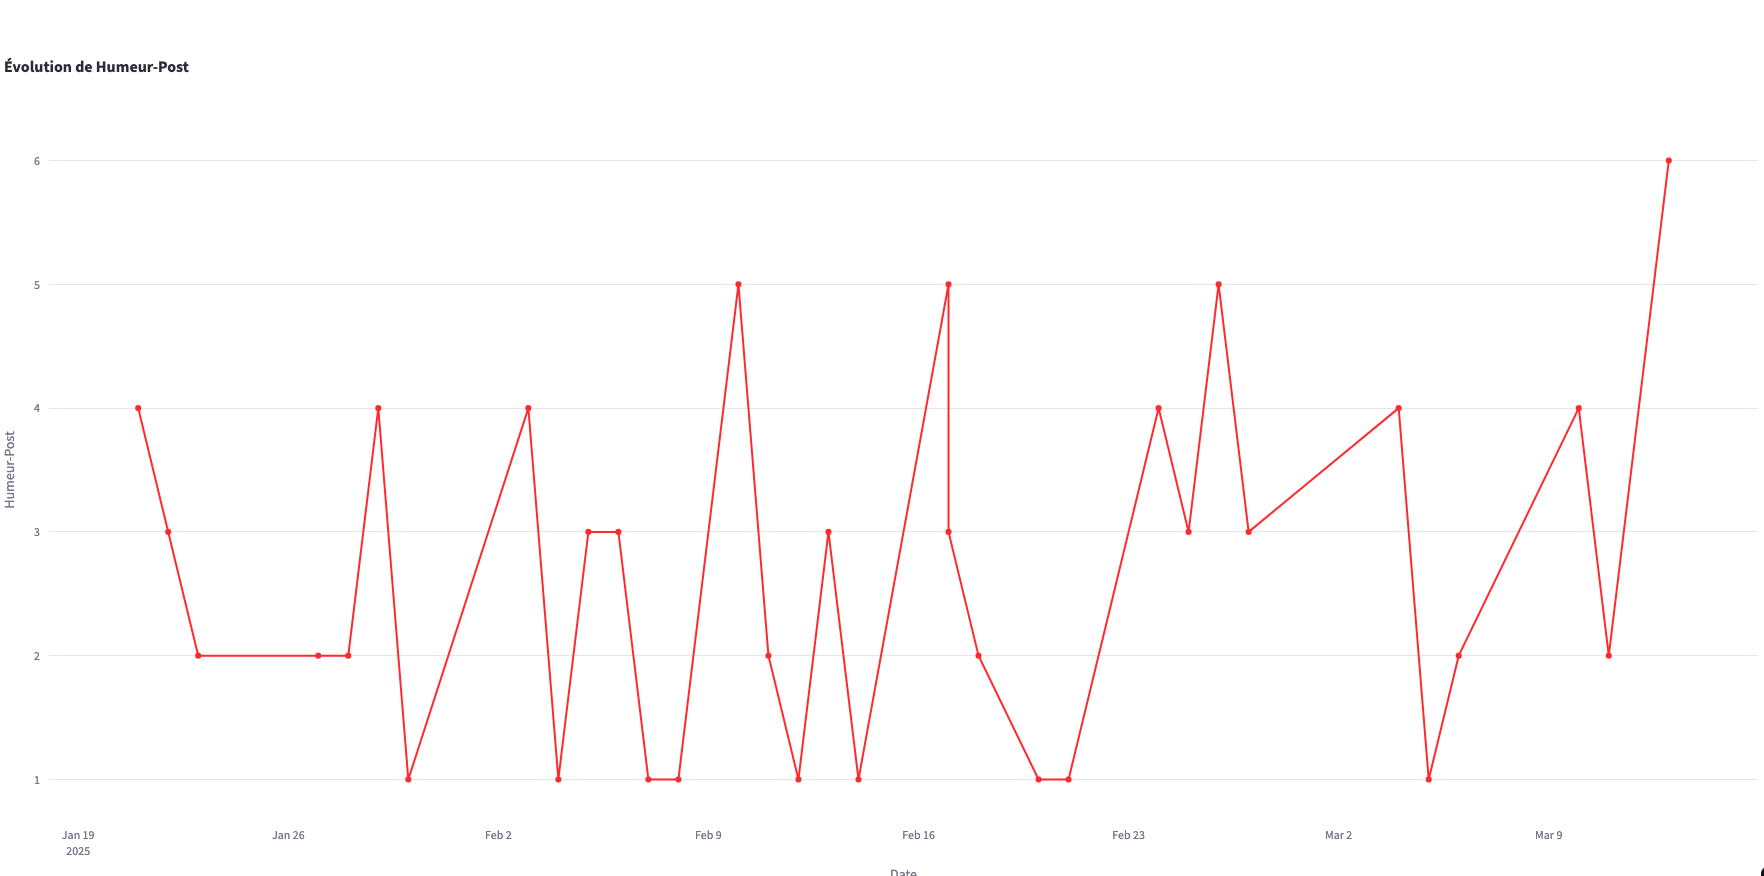 Évolution de Humeur-Post
6
5
4
3
2
1
Humeur-Post
Jan 19
2025
Jan 26
Feb 2
Feb 9
Feb 16
Feb 23
Mar 2
Mar 9
Date